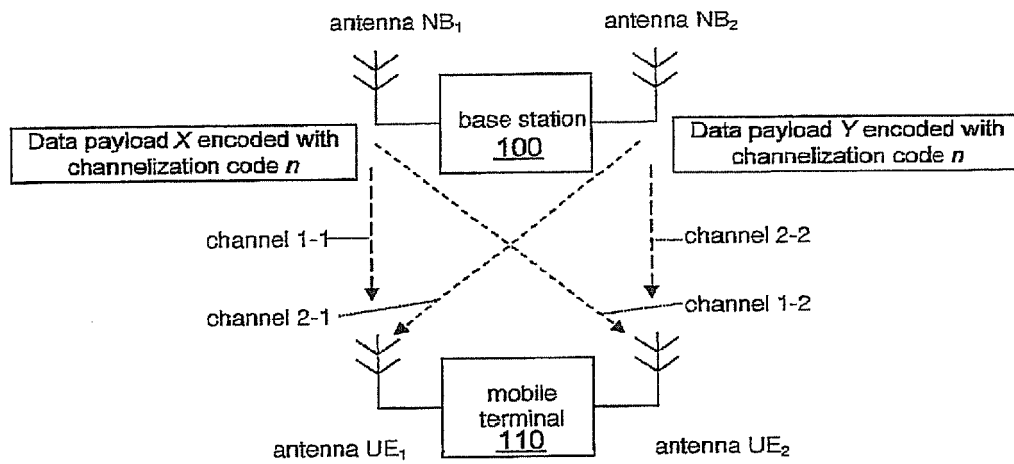 antenna NB₁
antenna NB₂
base station
100
Data payload X encoded with
channelization code n
Data payload Y encoded with
channelization code n
channel 1-1
channel 2-2
channel 2-1
channel 1-2
mobile
terminal
110
antenna UE₁
antenna UE₂